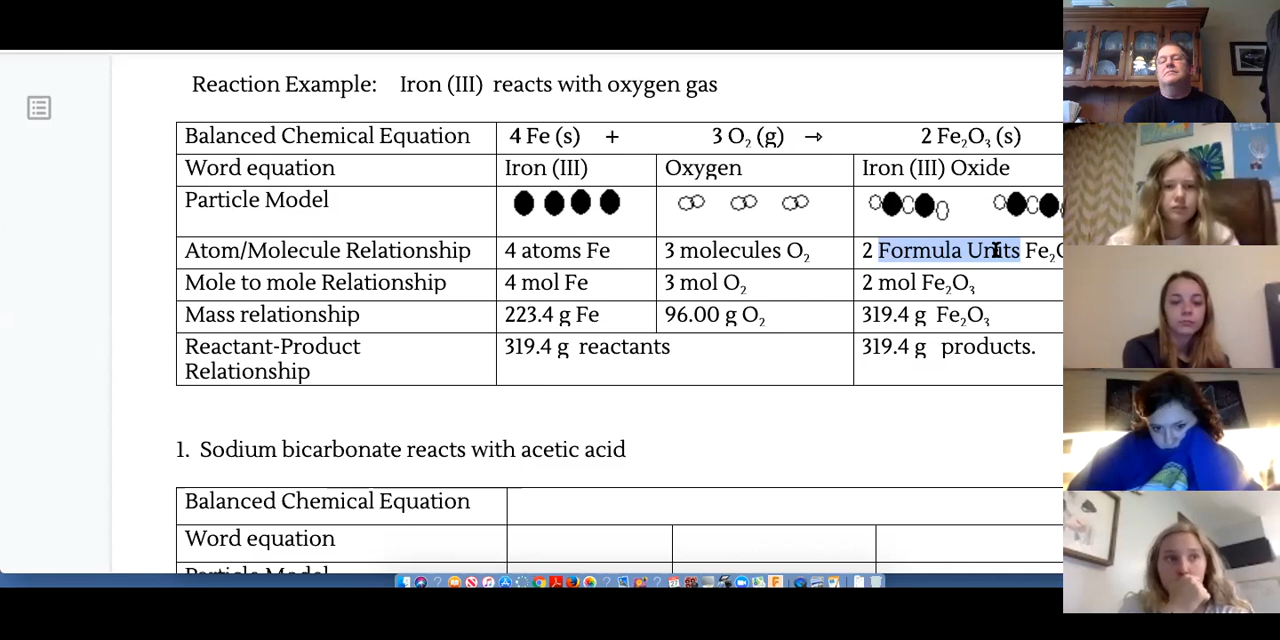 Reaction Example: Iron (III) reacts with oxygen gas
Balanced Chemical Equation 4 Fe (s) + 3 O₂ (g) → 2 Fe₂O₃ (s)
Word equation Iron (III) Oxygen Iron (III) Oxide
Particle Model
Atom/Molecule Relationship 4 atoms Fe 3 molecules O₂ 2 Formula Units Fe₂
Mole to mole Relationship 4 mol Fe 3 mol O₂ 2 mol Fe₂O₃
Mass relationship 223.4 g Fe 96.00 g O₂ 319.4 g Fe₂O₃
Reactant-Product 319.4 g reactants 319.4 g products.
Relationship
1. Sodium bicarbonate reacts with acetic acid
Balanced Chemical Equation
Word equation
Particle Model